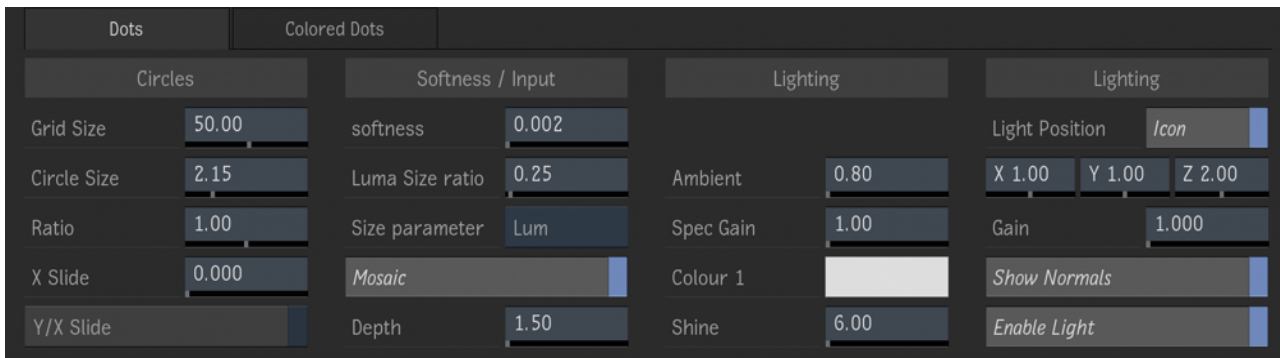 Dots Colored Dots
Circles Softness / Input Lighting Lighting
Grid Size 50.00 softness 0.002 Light Position Icon
Circle Size 2.15 Luma Size ratio 0.25 Ambient 0.80 X 1.00 Y 1.00 Z 2.00
Ratio 1.00 Size parameter Lum Spec Gain 1.00 Gain 1.000
X Slide 0.000 Mosaic Colour 1 Show Normals
Y/X Slide Depth 1.50 Shine 6.00 Enable Light